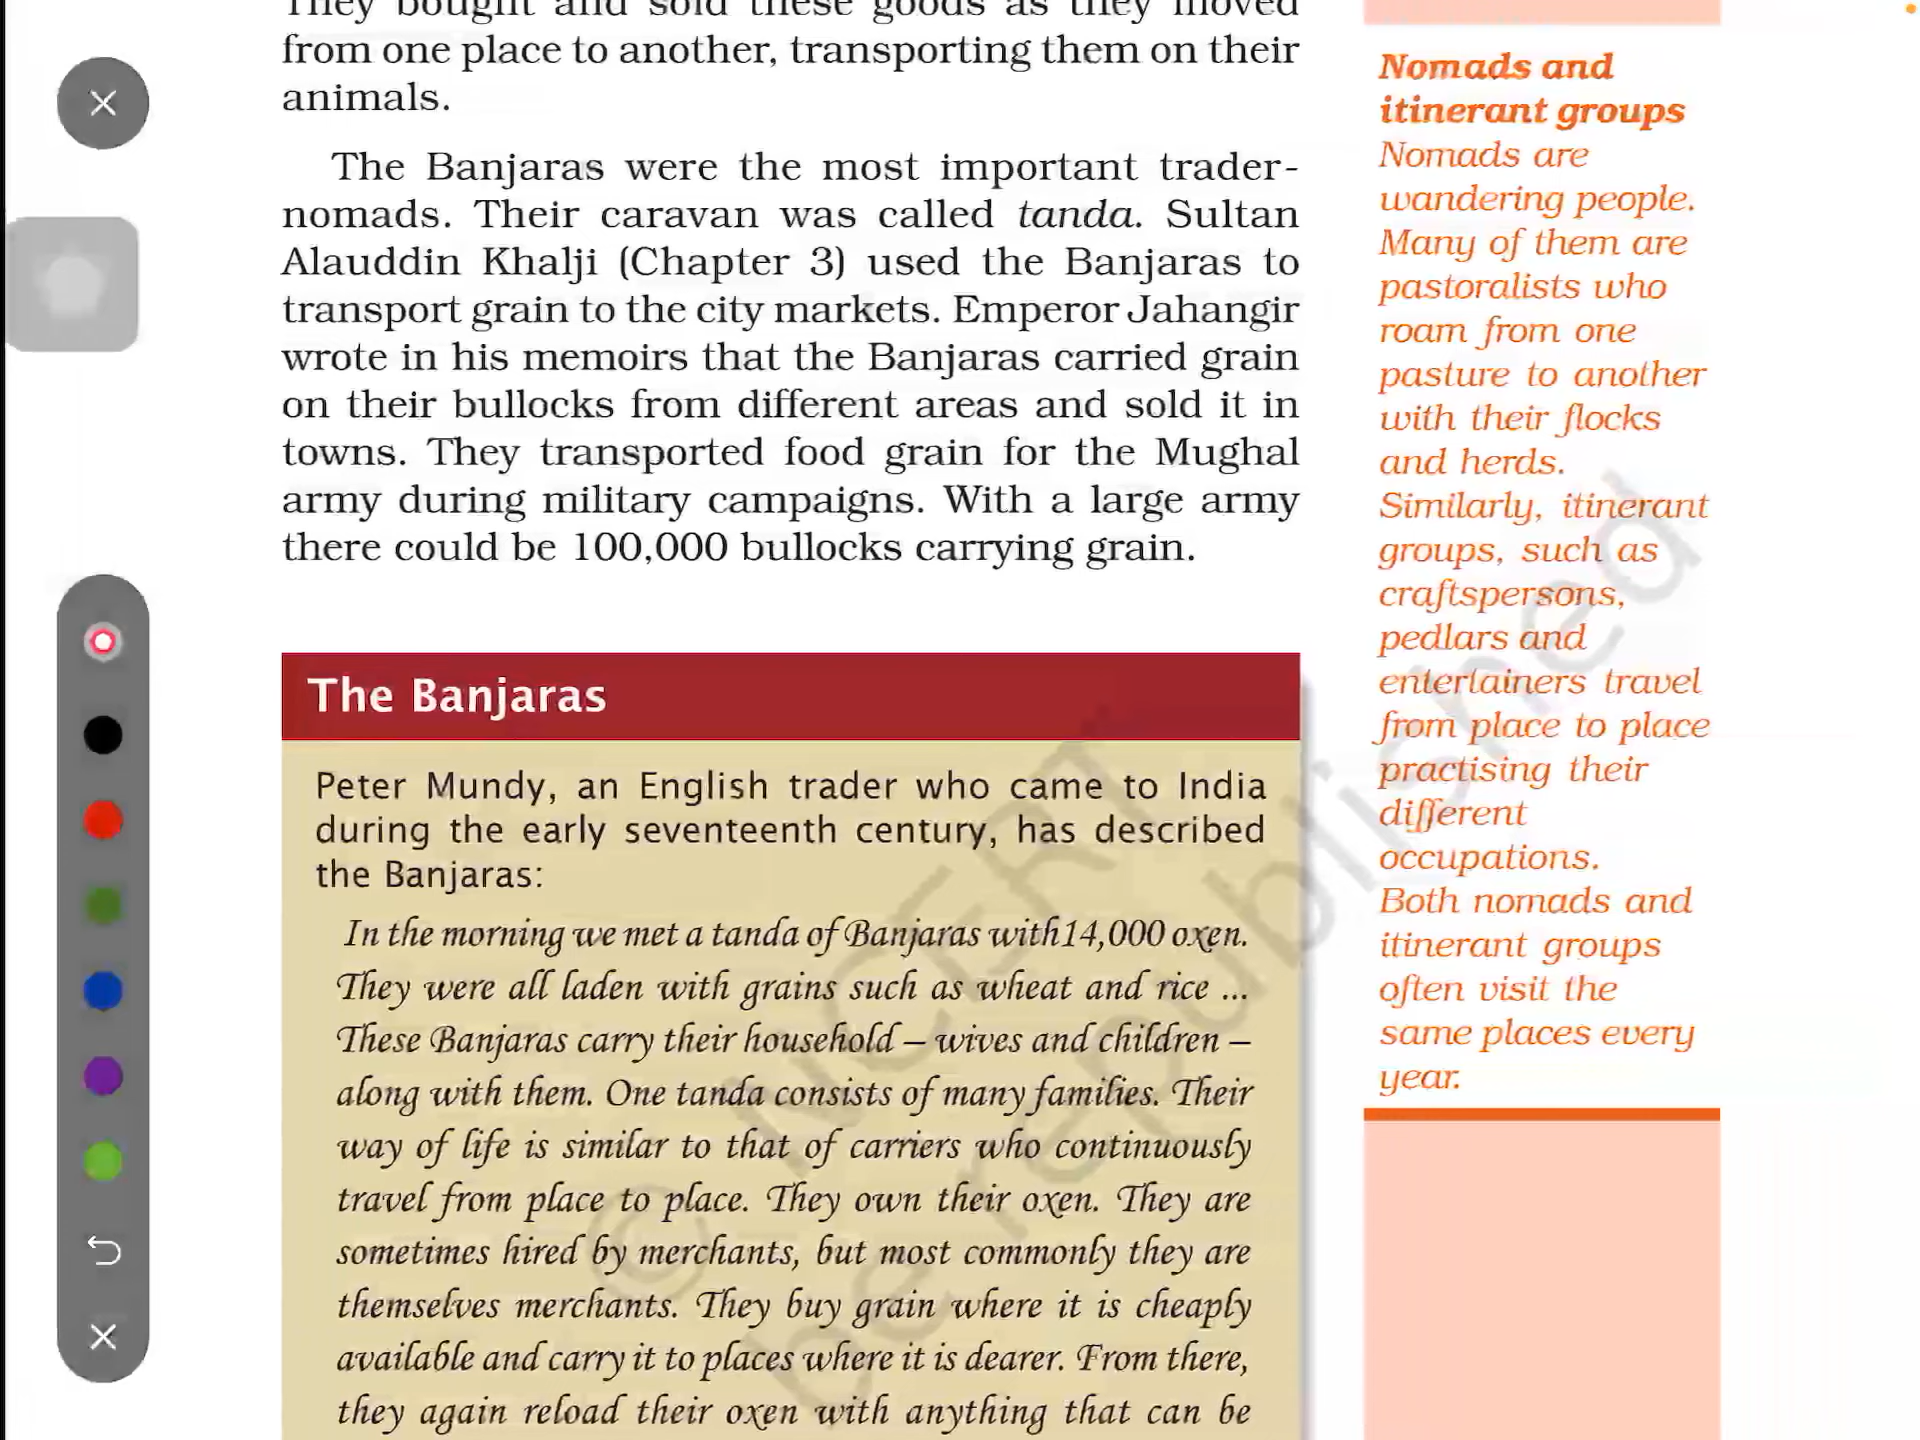 They bought and sold these goods as they moved
from one place to another, transporting them on their
animals.
The Banjaras were the most important trader-
nomads. Their caravan was called tanda. Sultan
Alauddin Khalji (Chapter 3) used the Banjaras to
transport grain to the city markets. Emperor Jahangir
wrote in his memoirs that the Banjaras carried grain
on their bullocks from different areas and sold it in
towns. They transported food grain for the Mughal
army during military campaigns. With a large army
there could be 100,000 bullocks carrying grain.
The Banjaras
Peter Mundy, an English trader who came to India
during the early seventeenth century, has described
the Banjaras:
In the morning we met a tanda of Banjaras with14,000 oxen.
They were all laden with grains such as wheat and rice ...
These Banjaras carry their household – wives and children –
along with them. One tanda consists of many families. Their
way of life is similar to that of carriers who continuously
travel from place to place. They own their oxen. They are
sometimes hired by merchants, but most commonly they are
themselves merchants. They buy grain where it is cheaply
available and carry it to places where it is dearer. From there,
they again reload their oxen with anything that can be
Nomads and
itinerant groups
Nomads are
wandering people.
Many of them are
pastoralists who
roam from one
pasture to another
with their flocks
and herds.
Similarly, itinerant
groups, such as
craftspersons,
pedlars and
entertainers travel
from place to place
practising their
different
occupations.
Both nomads and
itinerant groups
often visit the
same places every
year.
© NCERT
be republished